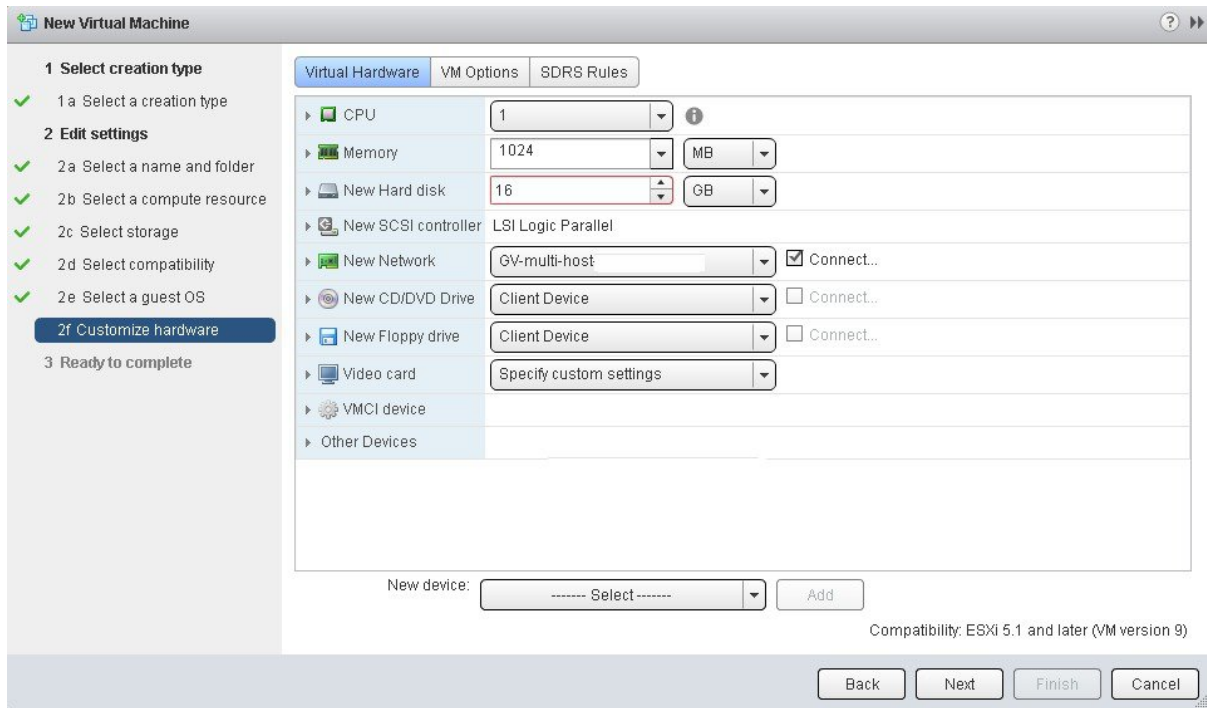 New Virtual Machine
1 Select creation type
1a Select a creation type
2 Edit settings
2a Select a name and folder
2b Select a compute resource
2c Select storage
2d Select compatibility
2e Select a guest OS
2f Customize hardware
3 Ready to complete
Virtual Hardware VM Options SDRS Rules
CPU 1
Memory 1024 MB
New Hard disk 16 GB
New SCSI controller LSI Logic Parallel
New Network GV-multi-host Connect...
New CD/DVD Drive Client Device Connect...
New Floppy drive Client Device Connect...
Video card Specify custom settings
VMCI device
Other Devices
New device: ------- Select ------- Add
Compatibility: ESXi 5.1 and later (VM version 9)
Back Next Finish Cancel